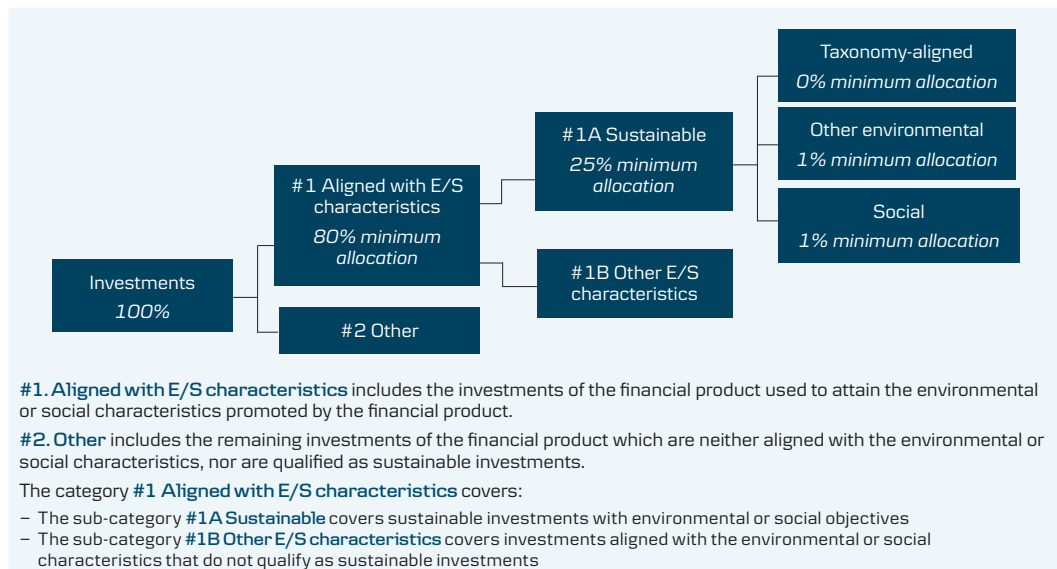 Investments
100%
#1 Aligned with E/S
characteristics
80% minimum
allocation
#2 Other
#1A Sustainable
25% minimum
allocation
#1B Other E/S
characteristics
Taxonomy-aligned
0% minimum allocation
Other environmental
1% minimum allocation
Social
1% minimum allocation
#1. Aligned with E/S characteristics includes the investments of the financial product used to attain the environmental
or social characteristics promoted by the financial product.
#2. Other includes the remaining investments of the financial product which are neither aligned with the environmental or
social characteristics, nor are qualified as sustainable investments.
The category #1 Aligned with E/S characteristics covers:
– The sub-category #1A Sustainable covers sustainable investments with environmental or social objectives
– The sub-category #1B Other E/S characteristics covers investments aligned with the environmental or social
characteristics that do not qualify as sustainable investments